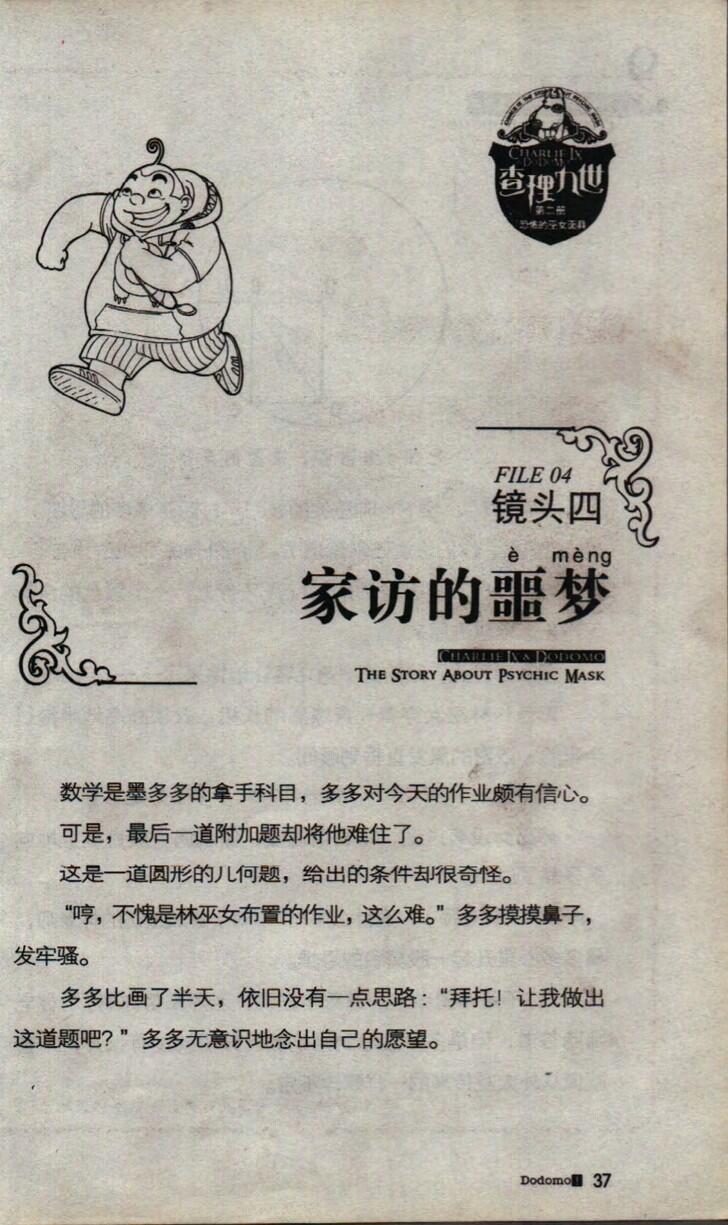 CHARLIE IX
& DODOMO
查理九世
第二册
恐怖的巫女面具
FILE 04
镜头四
è mèng
家访的噩梦
CHARLIE IX & DODOMO
THE STORY ABOUT PSYCHIC MASK
数学是墨多多的拿手科目，多多对今天的作业颇有信心。
可是，最后一道附加题却将他难住了。
这是一道圆形的几何题，给出的条件却很奇怪。
“哼，不愧是林巫女布置的作业，这么难。”多多摸摸鼻子，
发牢骚。
多多比画了半天，依旧没有一点思路：“拜托！让我做出
这道题吧？”多多无意识地念出自己的愿望。
Dodomo 1 37